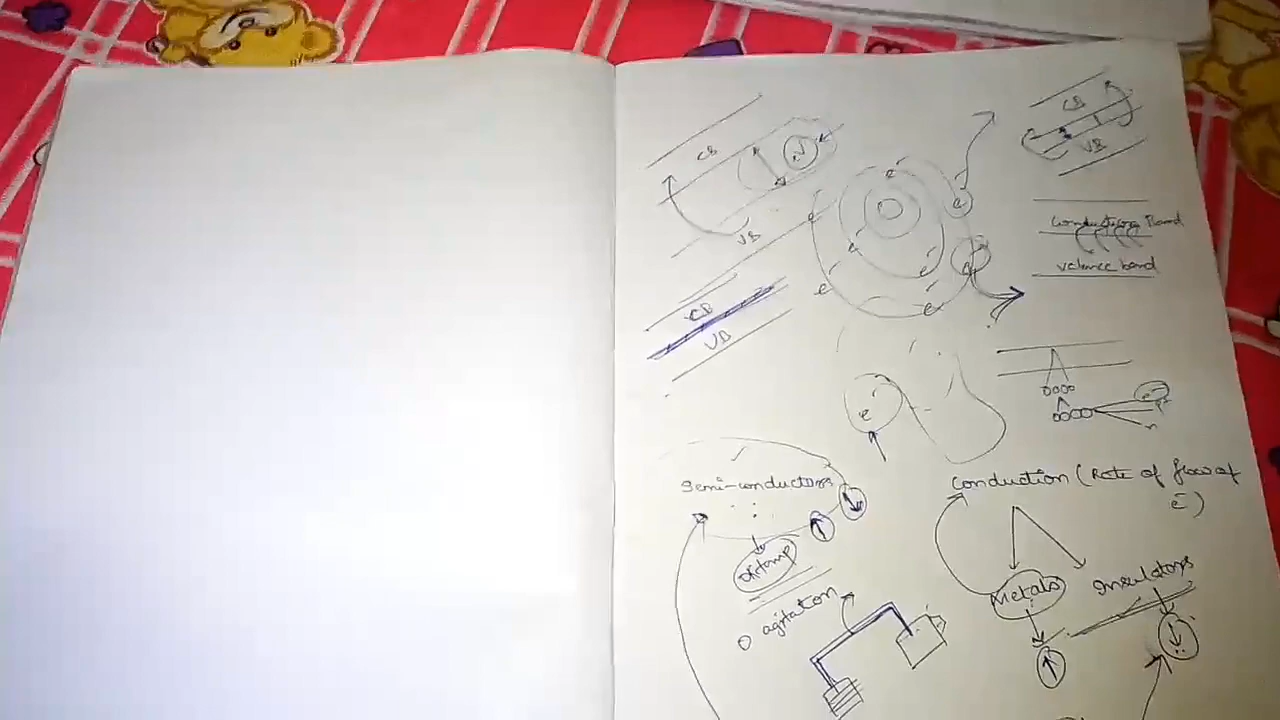 CB
VB
CB
VB
e⁻
e⁻
e⁻
e⁻
e⁻
e⁻
CB
VB
Conduction Band
valence band
e⁻
e⁻
n
Semi-conductors
agitation
Conduction (Rate of flow of
e⁻)
Metals
Insulators